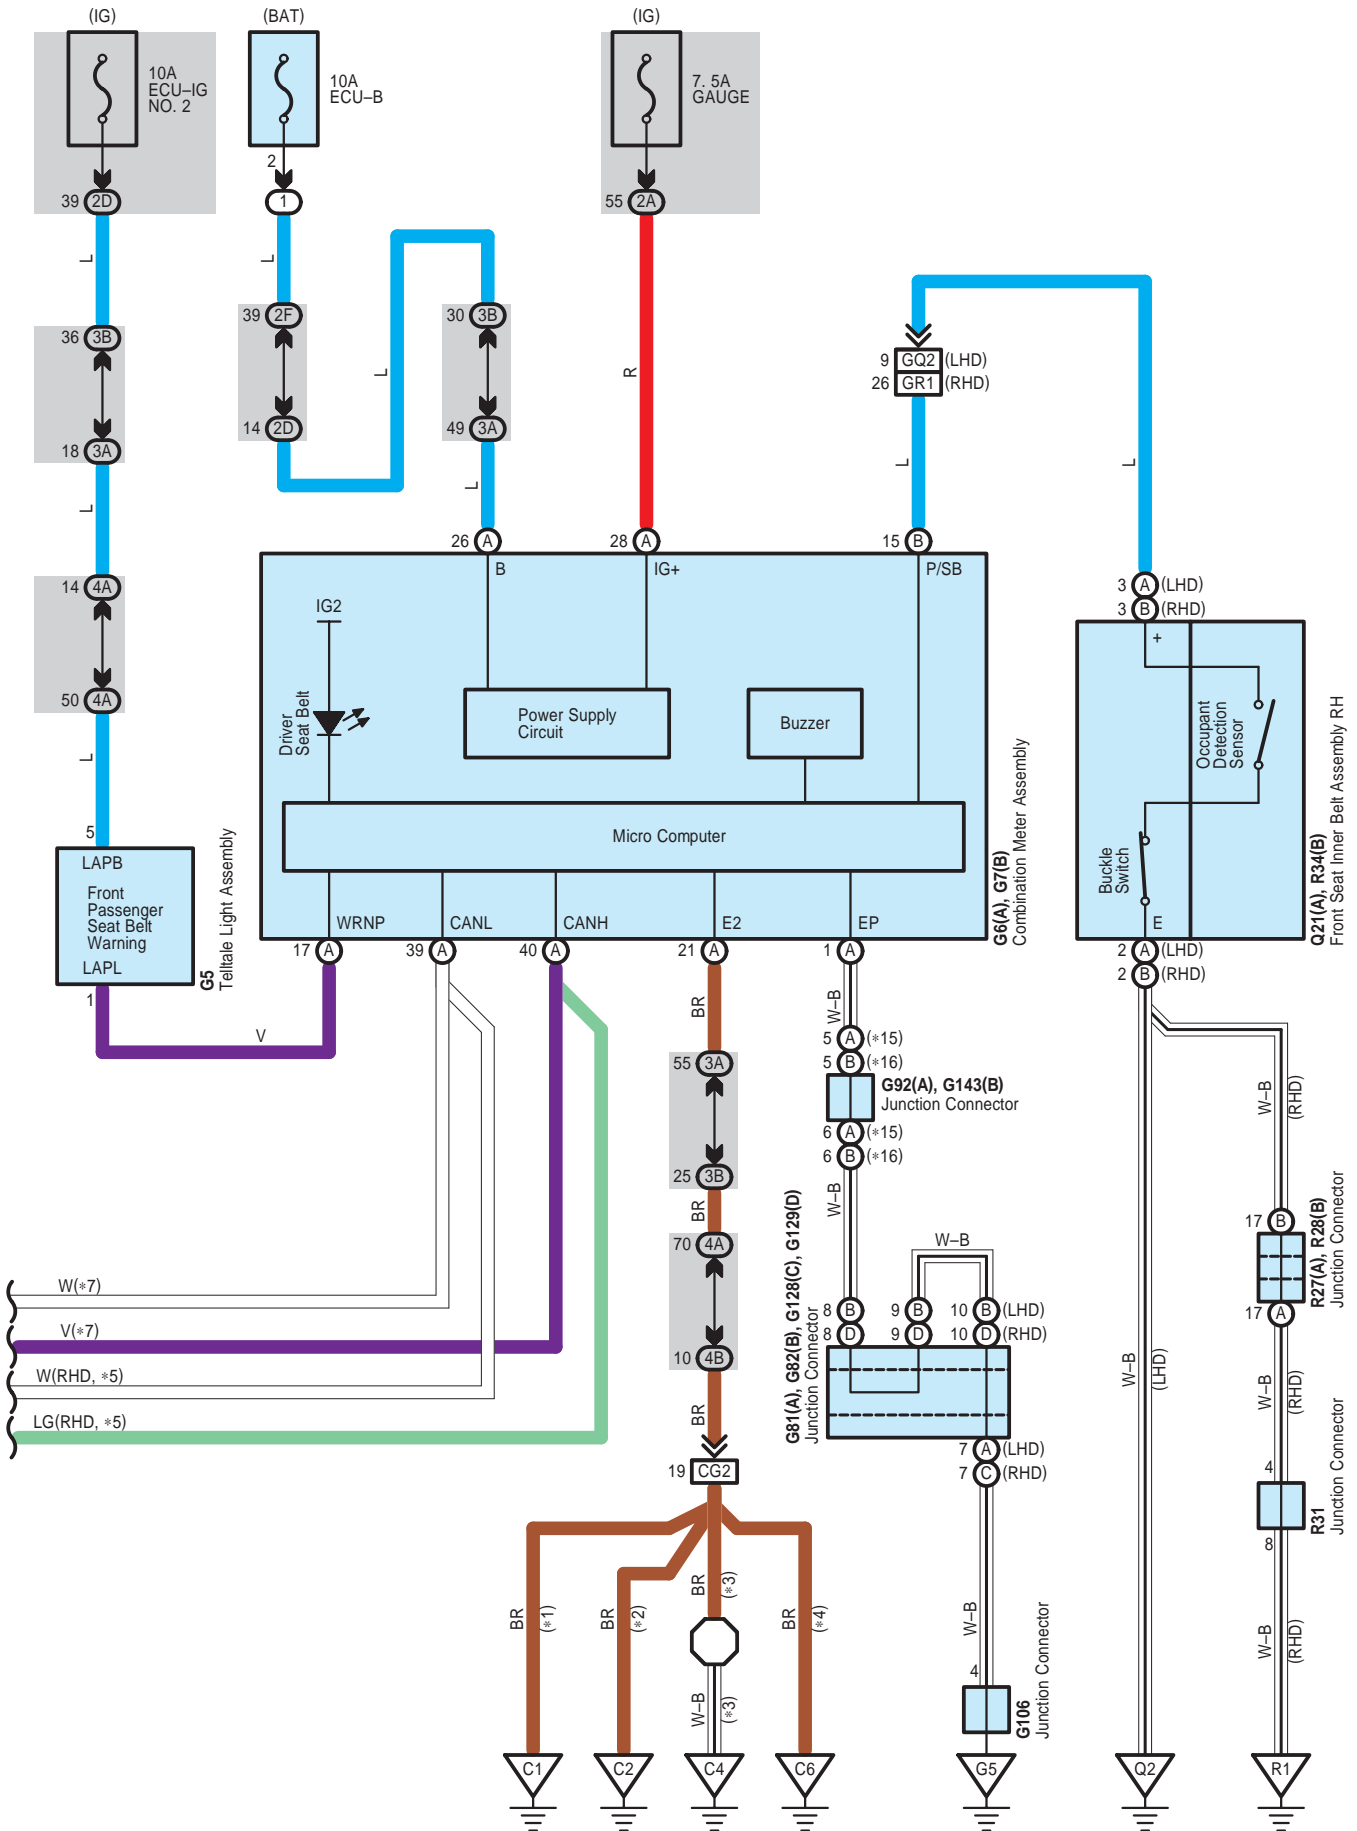 (IG)
(BAT)
(IG)
10A
ECU–IG
NO. 2
10A
ECU–B
7. 5A
GAUGE
2
39 2D
1
55 2A
L
L
39 2F
30 3B
36 3B
9 GQ2 (LHD)
26 GR1 (RHD)
L
R
14 2D
49 3A
18 3A
L
L
L
L
26 A
28 A
15 B
B
IG+
P/SB
14 4A
3 A (LHD)
3 B (RHD)
IG2
+
50 4A
Driver
Seat Belt
Power Supply
Circuit
Buzzer
Occupant
Detection
Sensor
L
Micro Computer
Buckle
Switch
G6(A), G7(B)
Combination Meter Assembly
Q21(A), R34(B)
Front Seat Inner Belt Assembly RH
5
LAPB
Front
Passenger
Seat Belt
Warning
LAPL
1
G5
Telltale Light Assembly
WRNP
CANL
CANH
E2
EP
E
17 A
39 A
40 A
21 A
1 A
2 A (LHD)
2 B (RHD)
V
BR
W–B
5 A (*15)
5 B (*16)
G92(A), G143(B)
Junction Connector
6 A (*15)
6 B (*16)
55 3A
25 3B
W–B
(RHD)
BR
W–B
70 4A
10 4B
W–B
17 B
R27(A), R28(B)
Junction Connector
17 A
W(*7)
V(*7)
W(RHD, *5)
LG(RHD, *5)
8 B
9 B
10 B (LHD)
8 D
9 D
10 D (RHD)
G81(A), G82(B), G128(C), G129(D)
Junction Connector
W–B
(LHD)
W–B
(RHD)
BR
7 A (LHD)
7 C (RHD)
19 CG2
4
R31
Junction Connector
8
BR
(*1)
BR
(*2)
BR
(*3)
BR
(*4)
W–B
W–B
(RHD)
W–B
(*3)
4
G106
Junction Connector
C1
C2
C4
C6
G5
Q2
R1